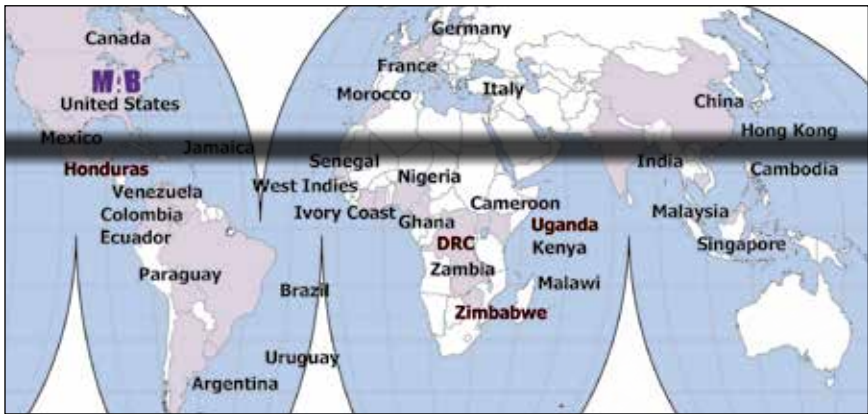 Germany
Canada
France
M:B
Italy
Morocco
United States
China
Mexico
Hong Kong
Jamaica
Senegal
India
Honduras
Nigeria
Cambodia
West Indies
Venezuela
Cameroon
Colombia
Ivory Coast
Ghana
Uganda
Malaysia
Ecuador
DRC
Kenya
Singapore
Paraguay
Zambia
Brazil
Malawi
Zimbabwe
Uruguay
Argentina